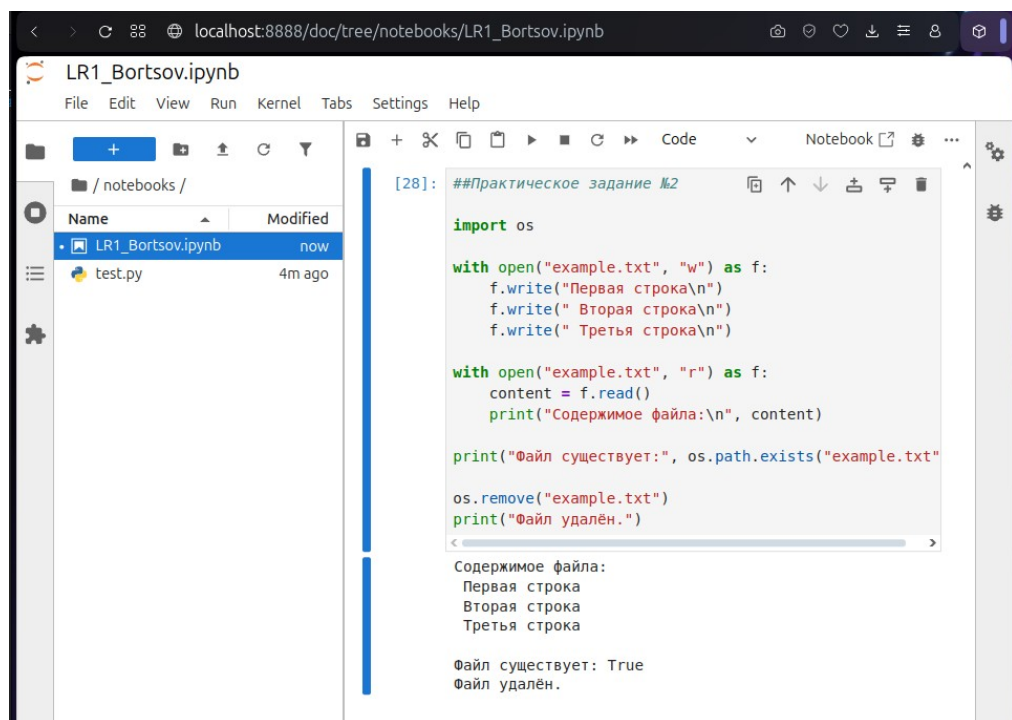 localhost:8888/doc/tree/notebooks/LR1_Bortsov.ipynb
LR1_Bortsov.ipynb
File Edit View Run Kernel Tabs Settings Help
Code Notebook
/ notebooks /
Name Modified
LR1_Bortsov.ipynb now
test.py 4m ago
[28]: ##Практическое задание №2
import os
with open("example.txt", "w") as f:
    f.write("Первая строка\n")
    f.write(" Вторая строка\n")
    f.write(" Третья строка\n")
with open("example.txt", "r") as f:
    content = f.read()
    print("Содержимое файла:\n", content)
print("Файл существует:", os.path.exists("example.txt"
os.remove("example.txt")
print("Файл удалён.")
Содержимое файла:
 Первая строка
 Вторая строка
 Третья строка
Файл существует: True
Файл удалён.